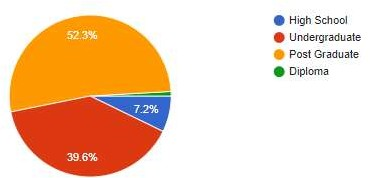 52.3%
7.2%
39.6%
High School
Undergraduate
Post Graduate
Diploma